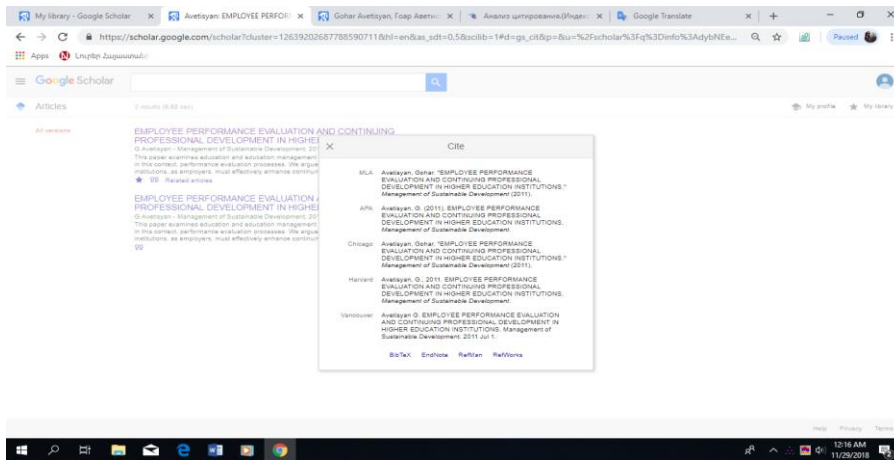 My library - Google Scholar
Avetisyan: EMPLOYEE PERFOR
Gohar Avetisyan, Гоар Аветис
Анализ цитирования.(Индекс
Google Translate
https://scholar.google.com/scholar?cluster=12639202687788590711&hl=en&as_sdt=0,5&scilib=1#d=gs_cit&p=&u=%2Fscholar%3Fq%3Dinfo%3AdybNEe...
Paused
Apps
Google Scholar
Articles
My profile
My library
All versions
EMPLOYEE PERFORMANCE EVALUATION AND CONTINUING
PROFESSIONAL DEVELOPMENT IN HIGHE
G Avetisyan - Management of Sustainable Development, 20
This paper examines education and education management
in this context, performance evaluation processes. We argue
institutions, as employers, must effectively enhance continuin
Related articles
EMPLOYEE PERFORMANCE EVALUATION
PROFESSIONAL DEVELOPMENT IN HIGHE
G Avetisyan - Management of Sustainable Development, 20
This paper examines education and education management
in this context, performance evaluation processes. We argue
institutions, as employers, must effectively enhance continuin
Cite
MLA Avetisyan, Gohar. "EMPLOYEE PERFORMANCE
EVALUATION AND CONTINUING PROFESSIONAL
DEVELOPMENT IN HIGHER EDUCATION INSTITUTIONS."
Management of Sustainable Development (2011).
APA Avetisyan, G. (2011). EMPLOYEE PERFORMANCE
EVALUATION AND CONTINUING PROFESSIONAL
DEVELOPMENT IN HIGHER EDUCATION INSTITUTIONS.
Management of Sustainable Development.
Chicago Avetisyan, Gohar. "EMPLOYEE PERFORMANCE
EVALUATION AND CONTINUING PROFESSIONAL
DEVELOPMENT IN HIGHER EDUCATION INSTITUTIONS."
Management of Sustainable Development (2011).
Harvard Avetisyan, G., 2011. EMPLOYEE PERFORMANCE
EVALUATION AND CONTINUING PROFESSIONAL
DEVELOPMENT IN HIGHER EDUCATION INSTITUTIONS.
Management of Sustainable Development.
Vancouver Avetisyan G. EMPLOYEE PERFORMANCE EVALUATION
AND CONTINUING PROFESSIONAL DEVELOPMENT IN
HIGHER EDUCATION INSTITUTIONS. Management of
Sustainable Development. 2011 Jul 1.
BibTeX EndNote RefMan RefWorks
Help Privacy Terms
12:16 AM
11/29/2018